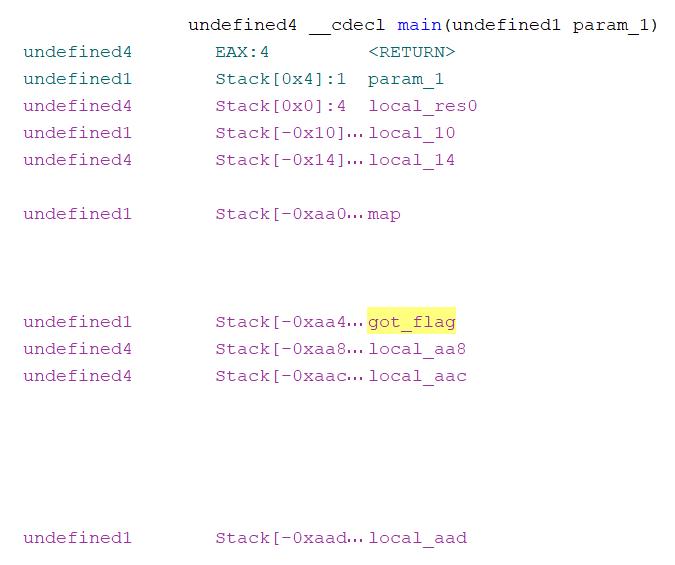 undefined4 __cdecl main(undefined1 param_1)
undefined4 EAX:4 <RETURN>
undefined1 Stack[0x4]:1 param_1
undefined4 Stack[0x0]:4 local_res0
undefined1 Stack[-0x10]... local_10
undefined4 Stack[-0x14]... local_14
undefined1 Stack[-0xaa0... map
undefined1 Stack[-0xaa4... got_flag
undefined4 Stack[-0xaa8... local_aa8
undefined4 Stack[-0xaac... local_aac
undefined1 Stack[-0xaad... local_aad